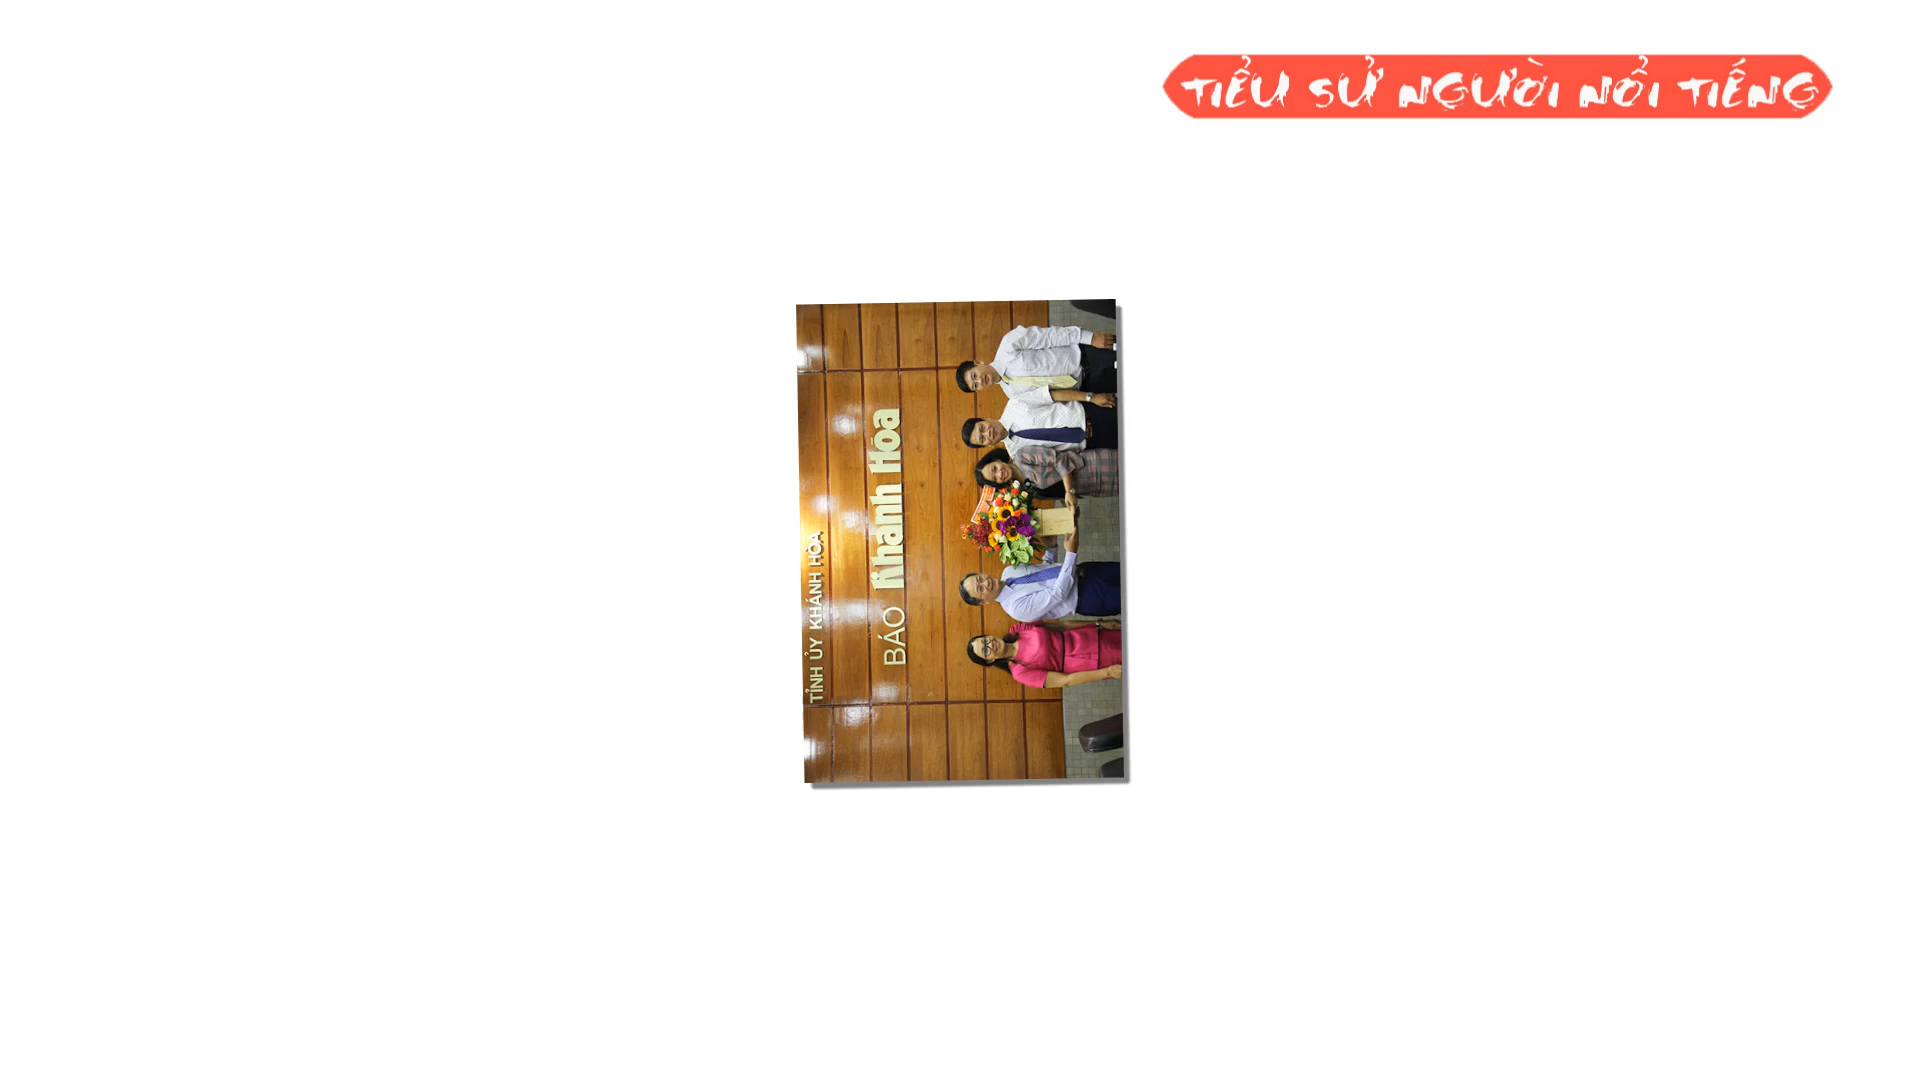 TIỂU SỬ NGƯỜI NỔI TIẾNG
TỈNH ỦY KHÁNH HÒA
BÁO Khánh Hòa